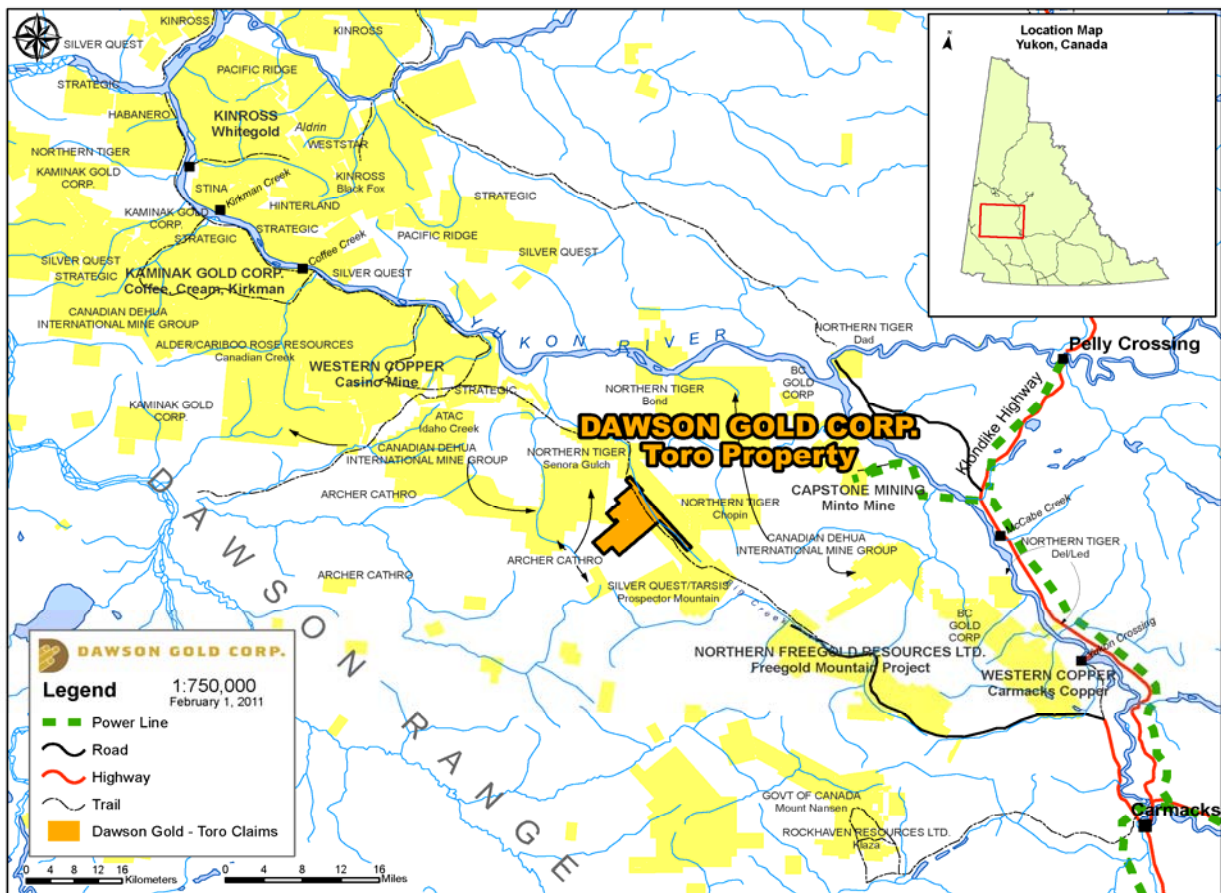 KINROSS
KINROSS
SILVER QUEST
PACIFIC RIDGE
STRATEGIC
HABANERO
KINROSS
Whitegold
Aldrin
WESTSTAR
NORTHERN TIGER
KAMINAK GOLD
CORP.
KINROSS
Black Fox
STINA
Kirkman Creek
HINTERLAND
STRATEGIC
KAMINAK GOLD
CORP.
STRATEGIC
STRATEGIC
PACIFIC RIDGE
Coffee Creek
SILVER QUEST
SILVER QUEST
STRATEGIC
KAMINAK GOLD CORP.
Coffee, Cream, Kirkman
SILVER QUEST
CANADIAN DEHUA
INTERNATIONAL MINE GROUP
ALDER/CARIBOO ROSE RESOURCES
Canadian Creek
YUKON RIVER
WESTERN COPPER
Casino Mine
STRATEGIC
NORTHERN TIGER
Dad
Pelly Crossing
BC
GOLD
CORP
NORTHERN TIGER
Bond
KAMINAK GOLD
CORP.
ATAC
Idaho Creek
Klondike Highway
DAWSON GOLD CORP.
Toro Property
CANADIAN DEHUA
INTERNATIONAL MINE GROUP
NORTHERN TIGER
Senora Gulch
CAPSTONE MINING
Minto Mine
ARCHER CATHRO
NORTHERN TIGER
Chopin
McCabe Creek
CANADIAN DEHUA
INTERNATIONAL MINE GROUP
NORTHERN TIGER
Del/Led
ARCHER CATHRO
ARCHER CATHRO
SILVER QUEST/TARSIS
Prospector Mountain
Big Creek
BC
GOLD
CORP
Yukon Crossing
NORTHERN FREEGOLD RESOURCES LTD.
Freegold Mountain Project
WESTERN COPPER
Carmacks Copper
DAWSON RANGE
GOVT OF CANADA
Mount Nansen
Carmacks
ROCKHAVEN RESOURCES LTD.
Klaza
N
Location Map
Yukon, Canada
DAWSON GOLD CORP.
Legend
1:750,000
February 1, 2011
Power Line
Road
Highway
Trail
Dawson Gold - Toro Claims
0 4 8 12 16
Kilometers
0 4 8 12 16
Miles